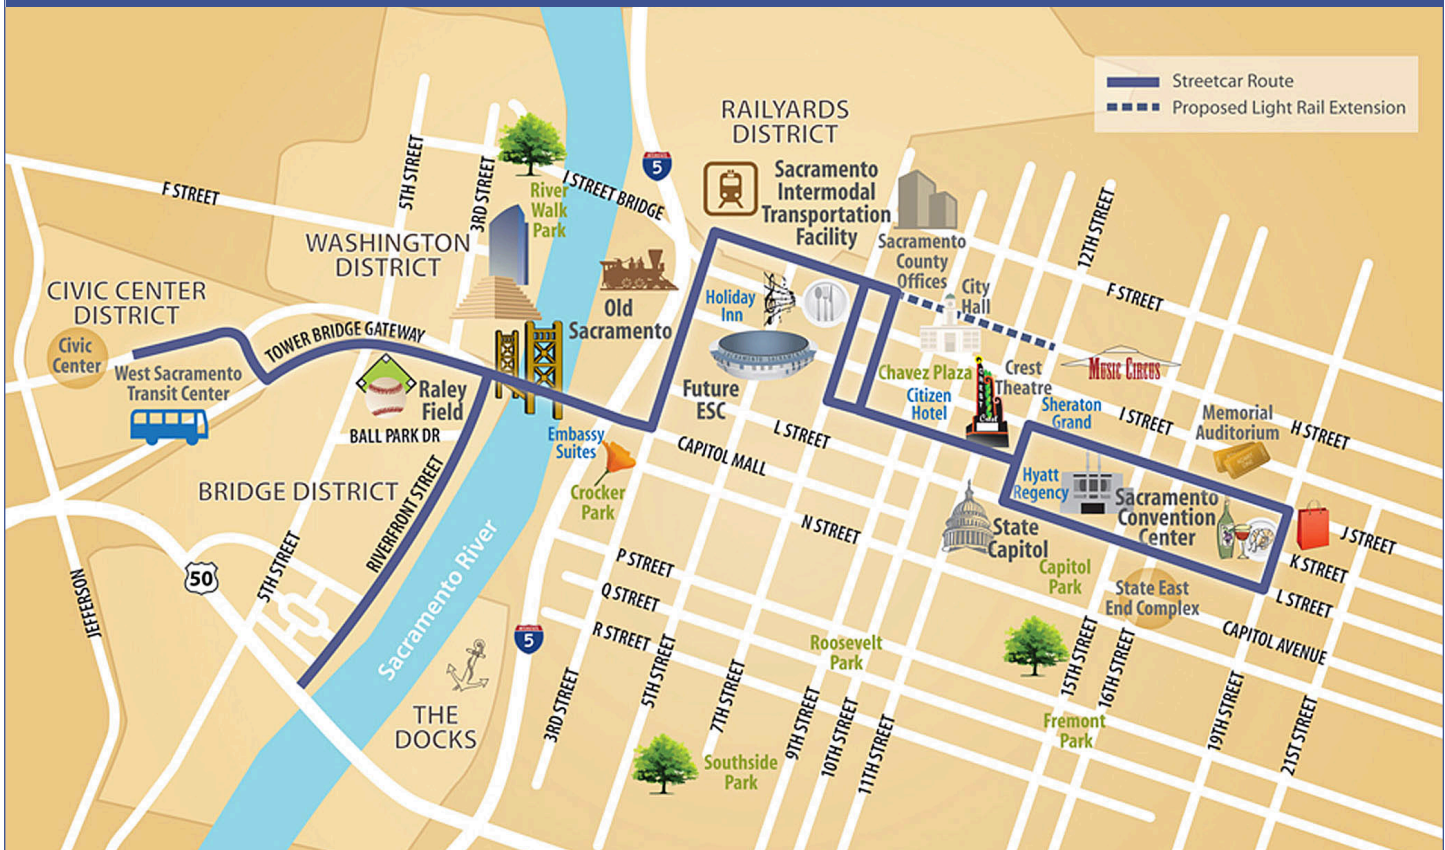 Streetcar Route
Proposed Light Rail Extension
RAILYARDS
DISTRICT
5
Sacramento
Intermodal
Transportation
Facility
I STREET BRIDGE
5TH STREET
3RD STREET
F STREET
River
Walk
Park
WASHINGTON
DISTRICT
Sacramento
County
Offices
12TH STREET
F STREET
City
Hall
CIVIC CENTER
DISTRICT
Civic
Center
TOWER BRIDGE GATEWAY
Old
Sacramento
Holiday
Inn
SACRAMENTO
West Sacramento
Transit Center
Raley
Field
Future
ESC
Chavez Plaza
Citizen
Hotel
CREST
Crest
Theatre
MUSIC CIRCUS
Sheraton
Grand
I STREET
Memorial
Auditorium
H STREET
BALL PARK DR
Embassy
Suites
CAPITOL MALL
L STREET
Crocker
Park
BRIDGE DISTRICT
RIVERFRONT STREET
Hyatt
Regency
Sacramento
Convention
Center
State
Capitol
N STREET
J STREET
K STREET
L STREET
Capitol
Park
State East
End Complex
CAPITOL AVENUE
50
5TH STREET
JEFFERSON
Sacramento River
P STREET
Q STREET
R STREET
5
Roosevelt
Park
THE
DOCKS
3RD STREET
5TH STREET
7TH STREET
9TH STREET
10TH STREET
11TH STREET
15TH STREET
16TH STREET
19TH STREET
21ST STREET
Fremont
Park
Southside
Park